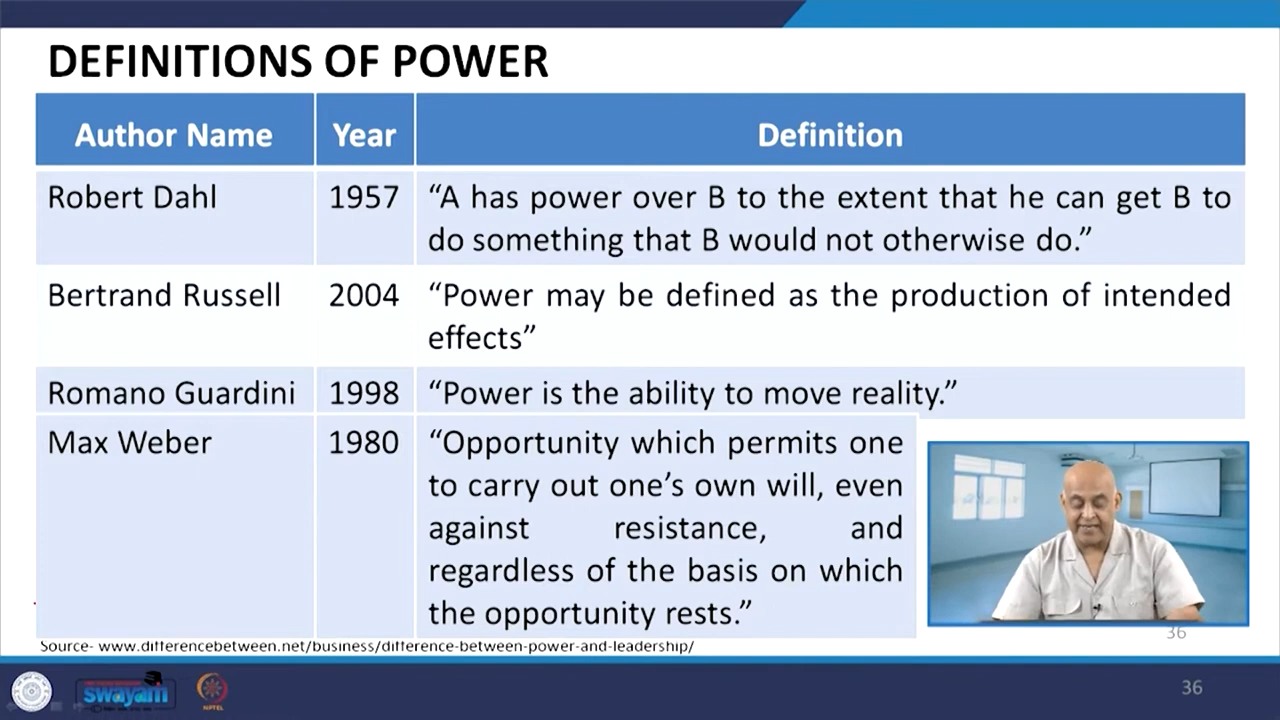 DEFINITIONS OF POWER
Author Name Year Definition
Robert Dahl 1957 “A has power over B to the extent that he can get B to
do something that B would not otherwise do.”
Bertrand Russell 2004 “Power may be defined as the production of intended
effects”
Romano Guardini 1998 “Power is the ability to move reality.”
Max Weber 1980 “Opportunity which permits one
to carry out one’s own will, even
against resistance, and
regardless of the basis on which
the opportunity rests.”
Source- www.differencebetween.net/business/difference-between-power-and-leadership/
36
36
swayam
NPTEL